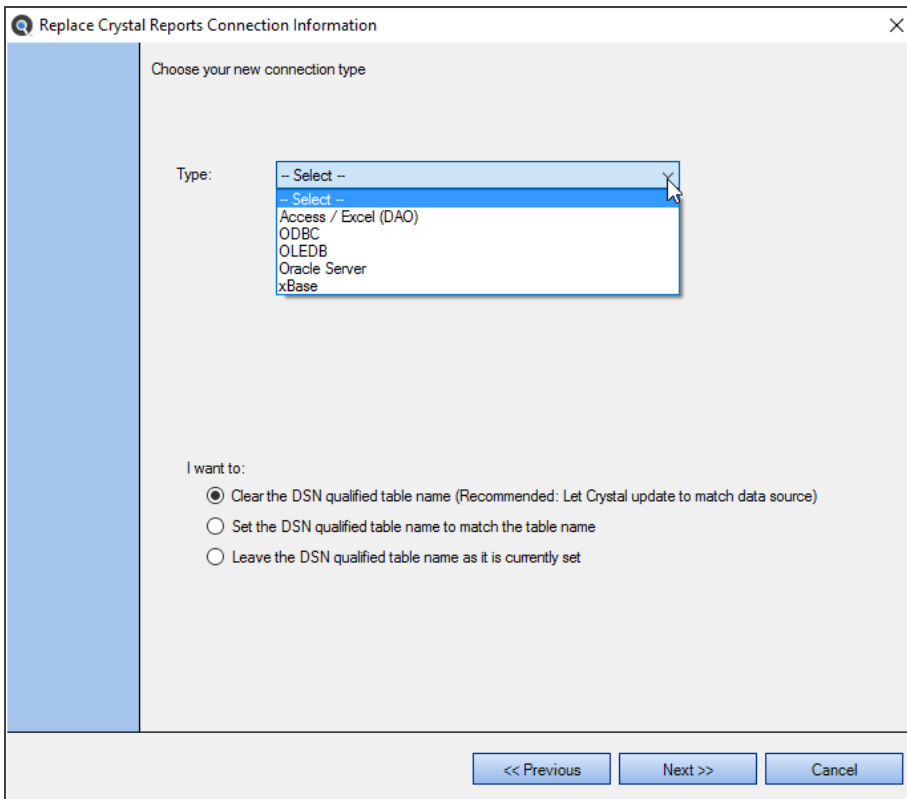 Replace Crystal Reports Connection Information
Choose your new connection type
Type:
-- Select --
-- Select --
Access / Excel (DAO)
ODBC
OLEDB
Oracle Server
xBase
I want to:
Clear the DSN qualified table name (Recommended: Let Crystal update to match data source)
Set the DSN qualified table name to match the table name
Leave the DSN qualified table name as it is currently set
<< Previous
Next >>
Cancel